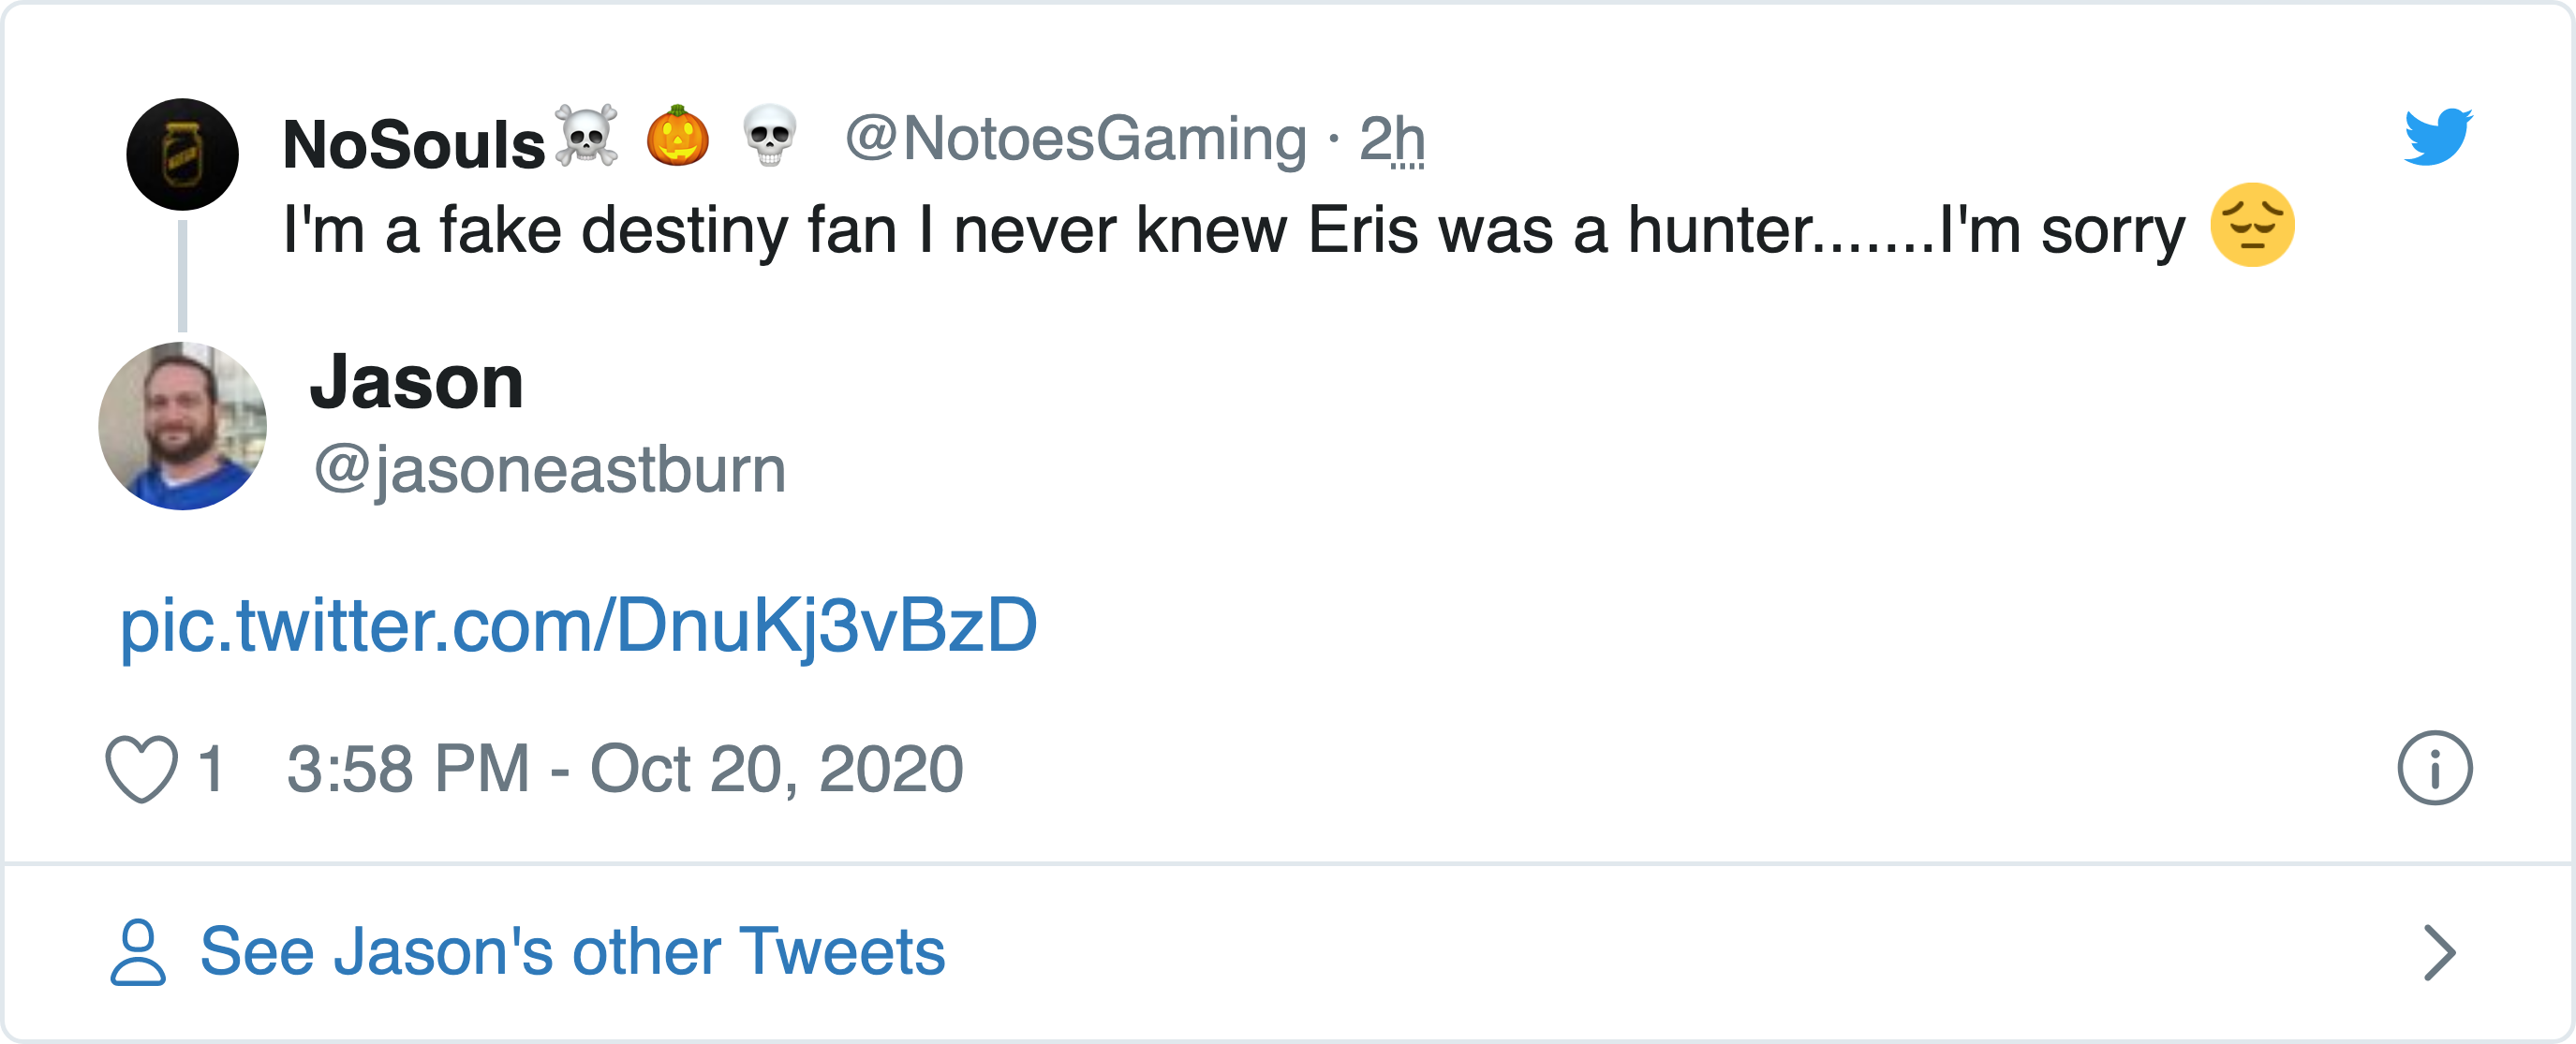 NoSouls☠️ 🎃 💀 @NotoesGaming · 2h
I'm a fake destiny fan I never knew Eris was a hunter.......I'm sorry 😔
Jason
@jasoneastburn
pic.twitter.com/DnuKj3vBzD
1 3:58 PM - Oct 20, 2020
See Jason's other Tweets